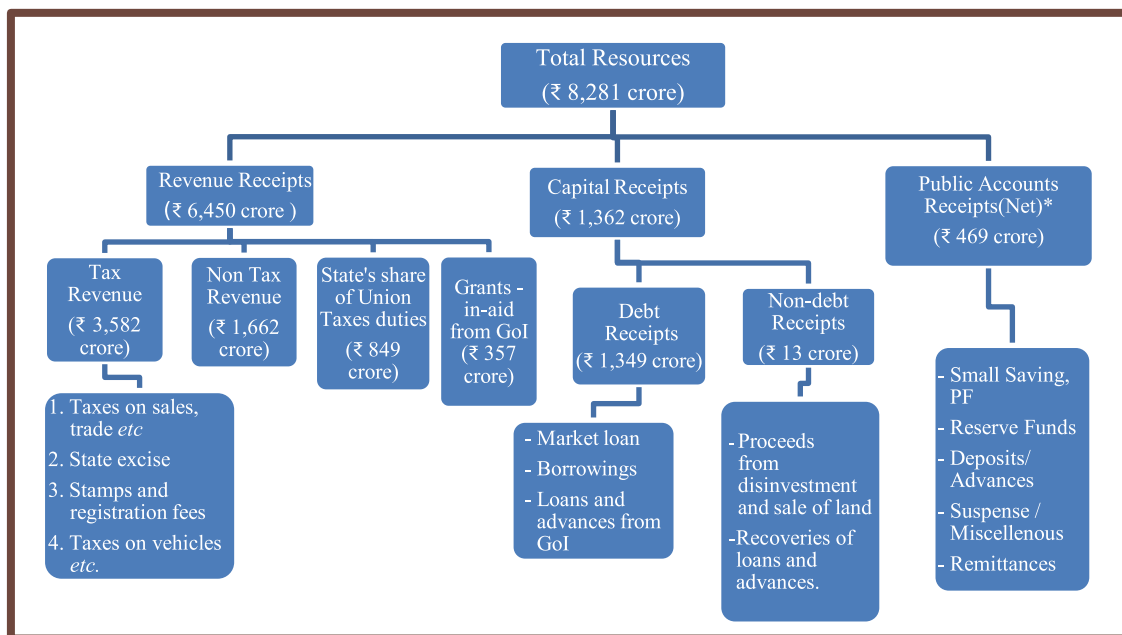 Total Resources
(₹ 8,281 crore)
Revenue Receipts
(₹ 6,450 crore )
Capital Receipts
(₹ 1,362 crore)
Public Accounts
Receipts(Net)*
(₹ 469 crore)
Tax
Revenue
(₹ 3,582
crore)
Non Tax
Revenue
(₹ 1,662
crore)
State's share
of Union
Taxes duties
(₹ 849
crore)
Grants -
in-aid
from GoI
(₹ 357
crore)
Debt
Receipts
(₹ 1,349 crore)
Non-debt
Receipts
(₹ 13 crore)
1. Taxes on sales,
trade etc
2. State excise
3. Stamps and
registration fees
4. Taxes on vehicles
etc.
- Market loan
- Borrowings
- Loans and
advances from
GoI
- Proceeds
from
disinvestment
and sale of land
-Recoveries of
loans and
advances.
- Small Saving,
PF
- Reserve Funds
- Deposits/
Advances
- Suspense /
Miscellenous
- Remittances